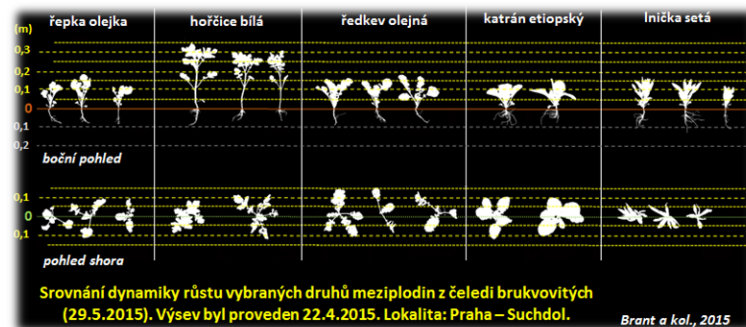 řepka olejka hořčice bílá ředkev olejná katrán etiopský lnička setá
(m)
0,3
0,2
0,1
0
0,1
0,2
boční pohled
0,1
0
0,1
pohled shora
Srovnání dynamiky růstu vybraných druhů meziplodin z čeledi brukvovitých
(29.5.2015). Výsev byl proveden 22.4.2015. Lokalita: Praha – Suchdol.
Brant a kol., 2015